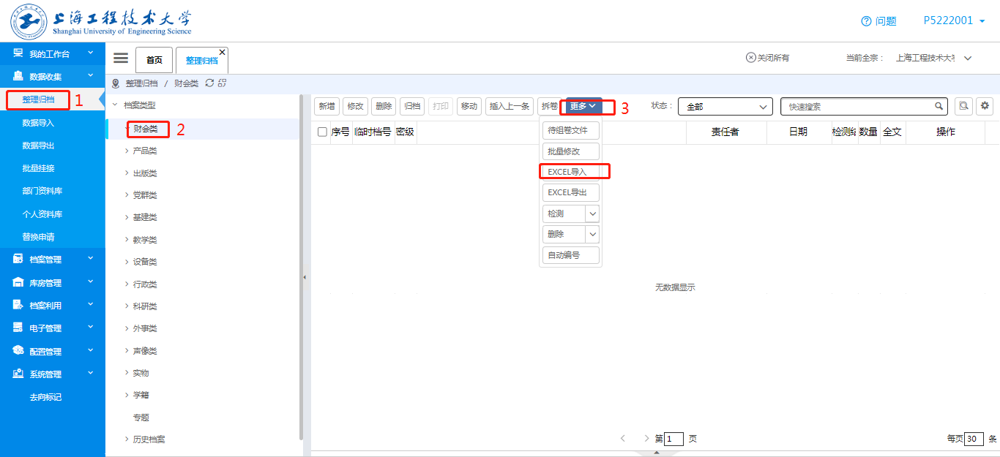 上海工程技术大学
Shanghai University of Engineering Science
问题
P5222001
我的工作台
数据收集
整理归档
1
数据导入
数据导出
批量挂接
部门资料库
个人资料库
替换申请
档案管理
库房管理
档案利用
电子管理
配置管理
系统管理
去向标记
首页
整理归档
关闭所有
当前全宗：
上海工程技术大学
整理归档 / 财会类
档案类型
财会类
2
产品类
出版类
党群类
基建类
教学类
设备类
行政类
科研类
外事类
声像类
实物
学籍
专题
历史档案
新增 修改 删除 归档 打印 移动 插入上一条 拆卷 更多
3
状态：
全部
快速搜索
序号 临时档号 密级 责任者 日期 检测 数量 全文 操作
待组卷文件
批量修改
EXCEL导入
EXCEL导出
检测
删除
自动编号
无数据显示
第 1 页
每页 30 条